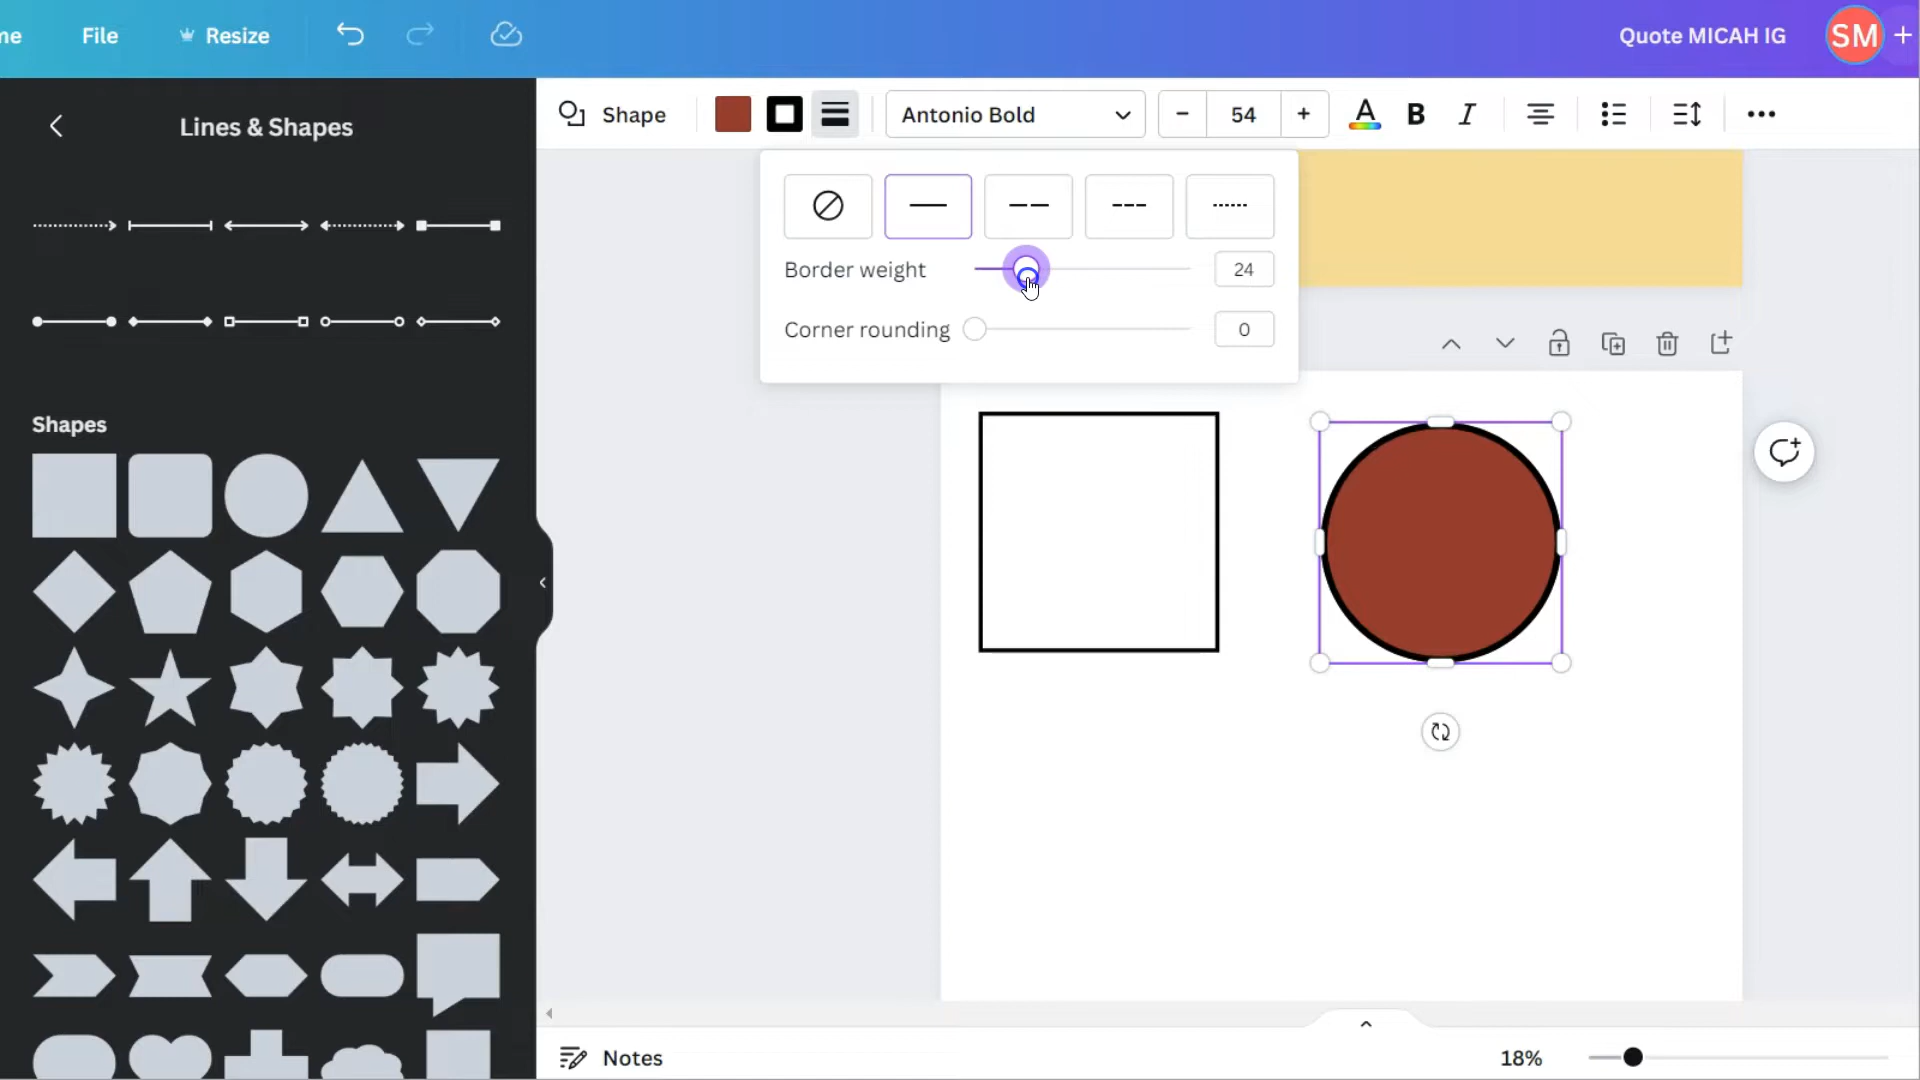 me File Resize Quote MICAH IG SM
Lines & Shapes
Shape Antonio Bold 54 A B I
Border weight 24
Corner rounding 0
Shapes
Notes 18%